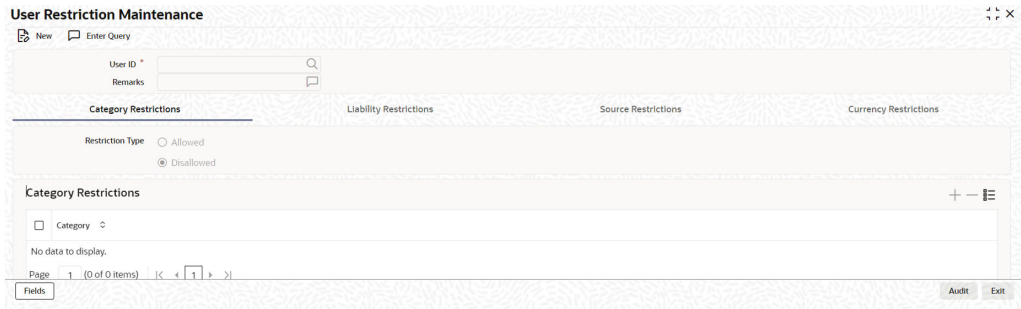 User Restriction Maintenance
New Enter Query
User ID *
Remarks
Category Restrictions Liability Restrictions Source Restrictions Currency Restrictions
Restriction Type Allowed
Disallowed
Category Restrictions
Category
No data to display.
Page 1 (0 of 0 items) 1
Fields Audit Exit